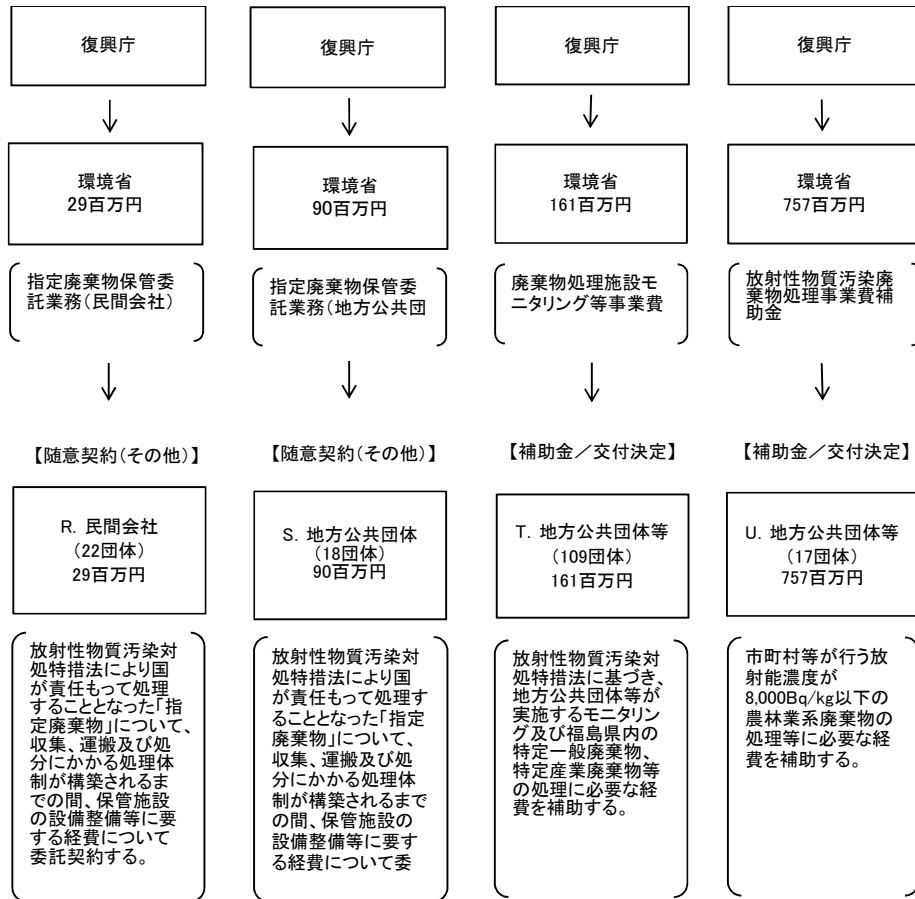 復興庁
環境省
29百万円
指定廃棄物保管委
託業務(民間会社)
【随意契約(その他)】
R. 民間会社
(22団体)
29百万円
放射性物質汚染対
処特措法により国
が責任もって処理
することとなった「指
定廃棄物」について、
収集、運搬及び処
分にかかる処理体
制が構築されるま
での間、保管施設
の設備整備等に要
する経費について
委託契約する。
復興庁
環境省
90百万円
指定廃棄物保管委
託業務(地方公共団
【随意契約(その他)】
S. 地方公共団体
(18団体)
90百万円
放射性物質汚染対
処特措法により国
が責任もって処理す
ることとなった「指定
廃棄物」について、
収集、運搬及び処
分にかかる処理体
制が構築されるまで
の間、保管施設の
設備整備等に要す
る経費について委
復興庁
環境省
161百万円
廃棄物処理施設モ
ニタリング等事業費
【補助金/交付決定】
T. 地方公共団体等
(109団体)
161百万円
放射性物質汚染対
処特措法に基づき、
地方公共団体等が
実施するモニタリン
グ及び福島県内の
特定一般廃棄物、
特定産業廃棄物等
の処理に必要な経
費を補助する。
復興庁
環境省
757百万円
放射性物質汚染廃
棄物処理事業費補
助金
【補助金/交付決定】
U. 地方公共団体等
(17団体)
757百万円
市町村等が行う放
射能濃度が
8,000Bq/kg以下の
農林業系廃棄物の
処理等に必要な経
費を補助する。